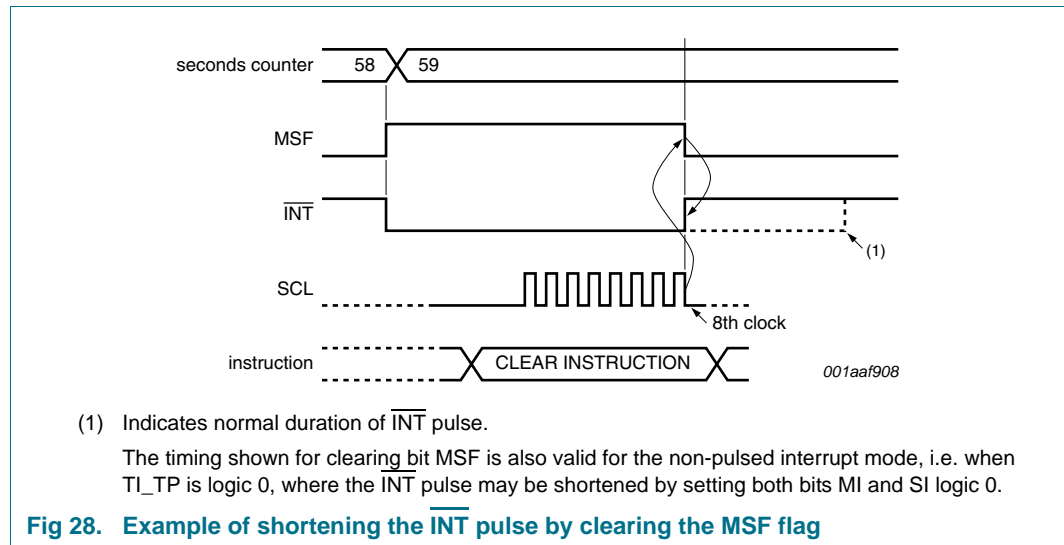 seconds counter 58 59
MSF
INT
(1)
SCL
8th clock
instruction CLEAR INSTRUCTION
001aaf908
(1) Indicates normal duration of INT pulse.
The timing shown for clearing bit MSF is also valid for the non-pulsed interrupt mode, i.e. when
TI_TP is logic 0, where the INT pulse may be shortened by setting both bits MI and SI logic 0.
Fig 28. Example of shortening the INT pulse by clearing the MSF flag